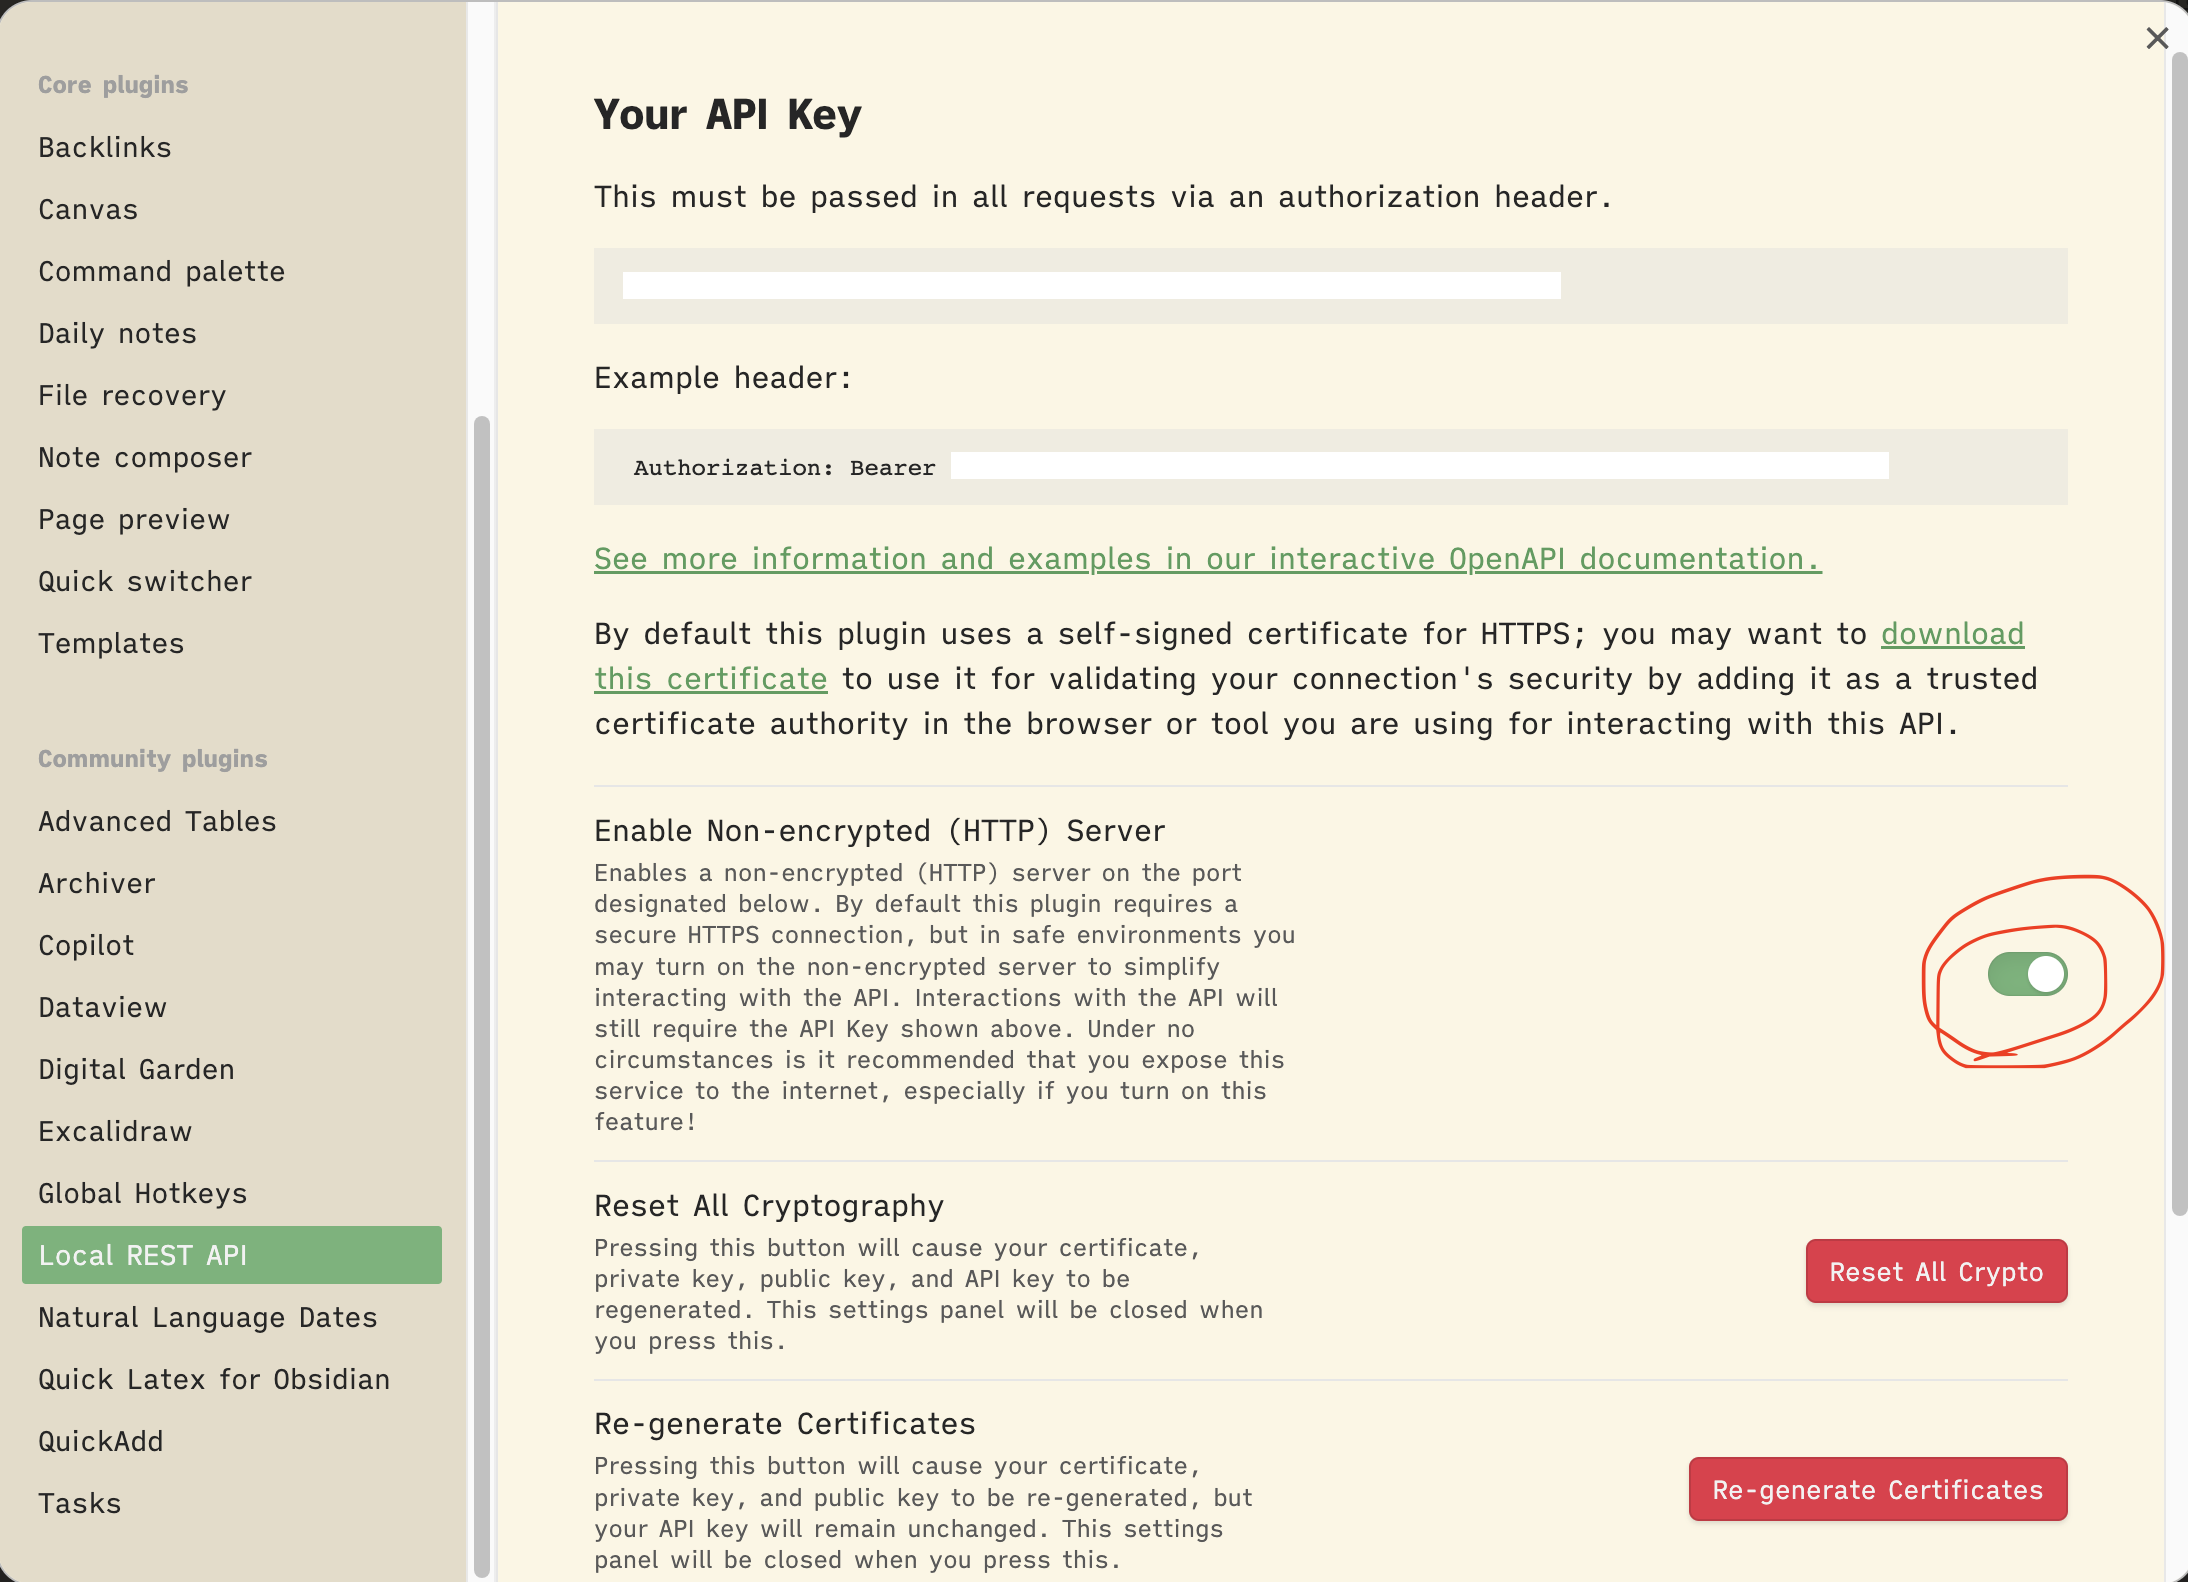 Core plugins
Backlinks
Canvas
Command palette
Daily notes
File recovery
Note composer
Page preview
Quick switcher
Templates
Community plugins
Advanced Tables
Archiver
Copilot
Dataview
Digital Garden
Excalidraw
Global Hotkeys
Local REST API
Natural Language Dates
Quick Latex for Obsidian
QuickAdd
Tasks
Your API Key
This must be passed in all requests via an authorization header.
Example header:
Authorization: Bearer
See more information and examples in our interactive OpenAPI documentation.
By default this plugin uses a self-signed certificate for HTTPS; you may want to download
this certificate to use it for validating your connection's security by adding it as a trusted
certificate authority in the browser or tool you are using for interacting with this API.
Enable Non-encrypted (HTTP) Server
Enables a non-encrypted (HTTP) server on the port
designated below. By default this plugin requires a
secure HTTPS connection, but in safe environments you
may turn on the non-encrypted server to simplify
interacting with the API. Interactions with the API will
still require the API Key shown above. Under no
circumstances is it recommended that you expose this
service to the internet, especially if you turn on this
feature!
Reset All Cryptography
Pressing this button will cause your certificate,
private key, public key, and API key to be
regenerated. This settings panel will be closed when
you press this.
Reset All Crypto
Re-generate Certificates
Pressing this button will cause your certificate,
private key, and public key to be re-generated, but
your API key will remain unchanged. This settings
panel will be closed when you press this.
Re-generate Certificates